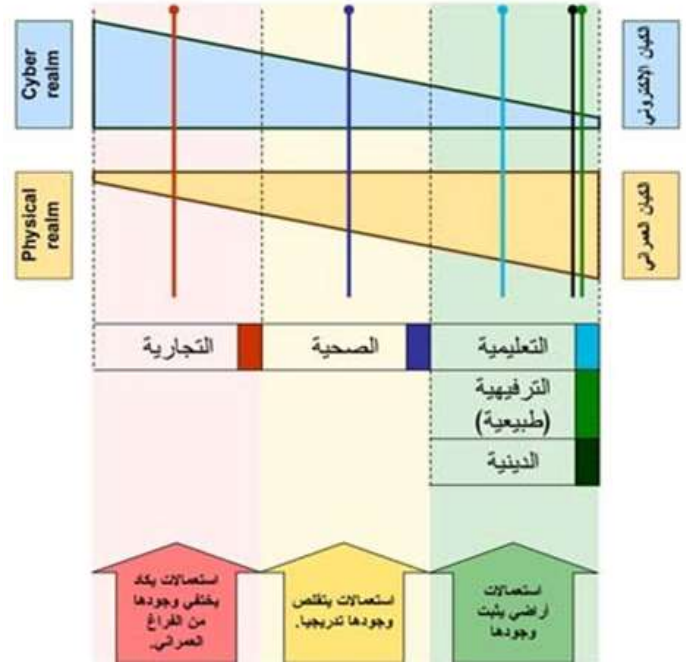 Cyber
realm
الكيان الإلكتروني
Physical
realm
الكيان العمراني
التجارية
الصحية
التعليمية
الترفيهية
(طبيعية)
الدينية
استعمالات يكاد
يختفي وجودها
من الفراغ
العمراني.
استعمالات يتقلص
وجودها تدريجيا.
استعمالات
أراضي يثبت
وجودها